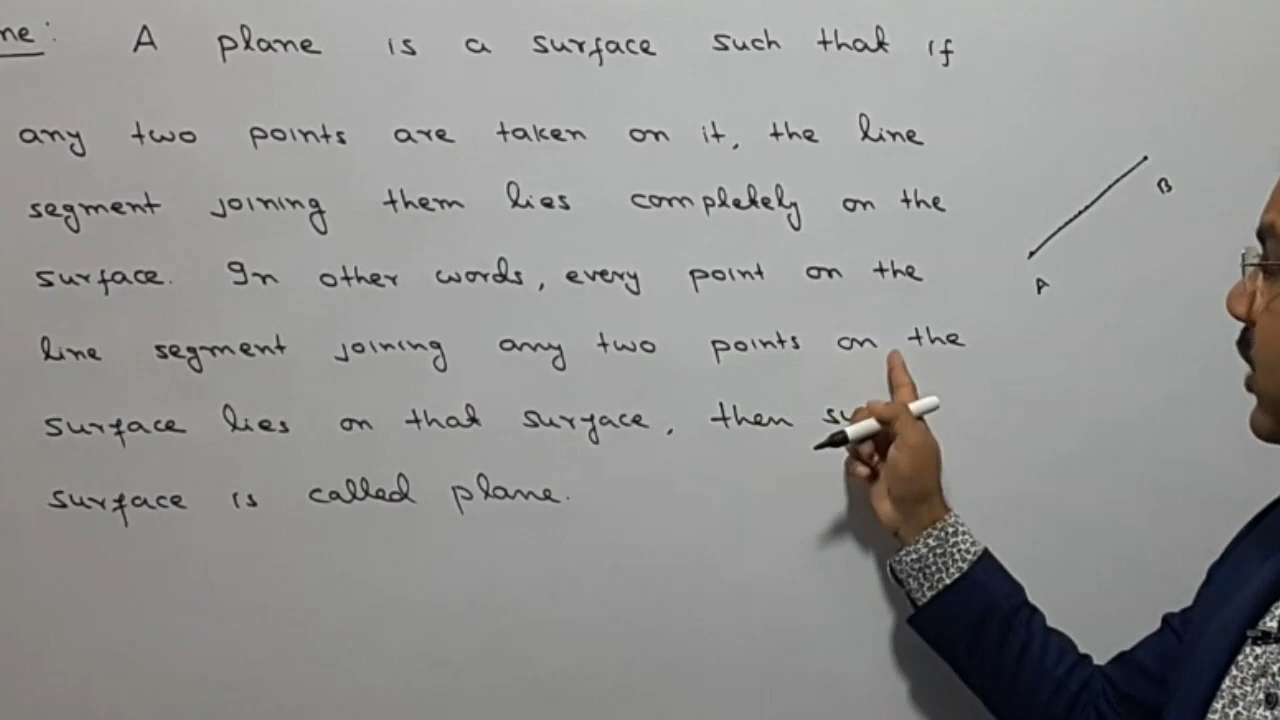 ne: A plane is a surface such that if
any two points are taken on it, the line
segment joining them lies completely on the
surface. In other words, every point on the
line segment joining any two points on the
surface lies on that surface, then su
surface is called plane.
A
B